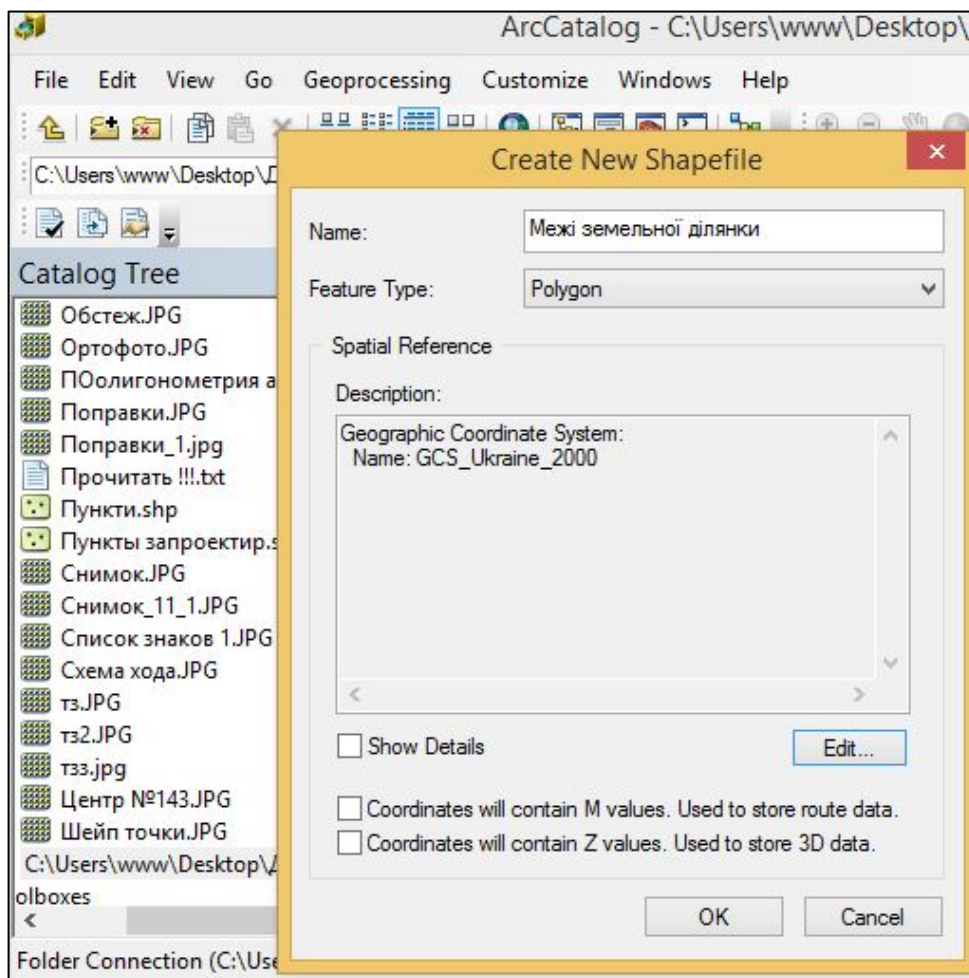 ArcCatalog - C:\Users\www\Desktop\
File Edit View Go Geoprocessing Customize Windows Help
C:\Users\www\Desktop\Д
Create New Shapefile
Name: Межі земельної ділянки
Feature Type: Polygon
Spatial Reference
Description:
Geographic Coordinate System:
Name: GCS_Ukraine_2000
Show Details
Edit...
Coordinates will contain M values. Used to store route data.
Coordinates will contain Z values. Used to store 3D data.
OK Cancel
Catalog Tree
Обстеж.JPG
Ортофото.JPG
ПОолигонометрия а
Поправки.JPG
Поправки_1.jpg
Прочитать !!!.txt
Пункти.shp
Пункты запроектир.s
Снимок.JPG
Снимок_11_1.JPG
Список знаков 1.JPG
Схема хода.JPG
тз.JPG
тз2.JPG
тзз.jpg
Центр №143.JPG
Шейп точки.JPG
C:\Users\www\Desktop\Д
olboxes
Folder Connection (C:\Use